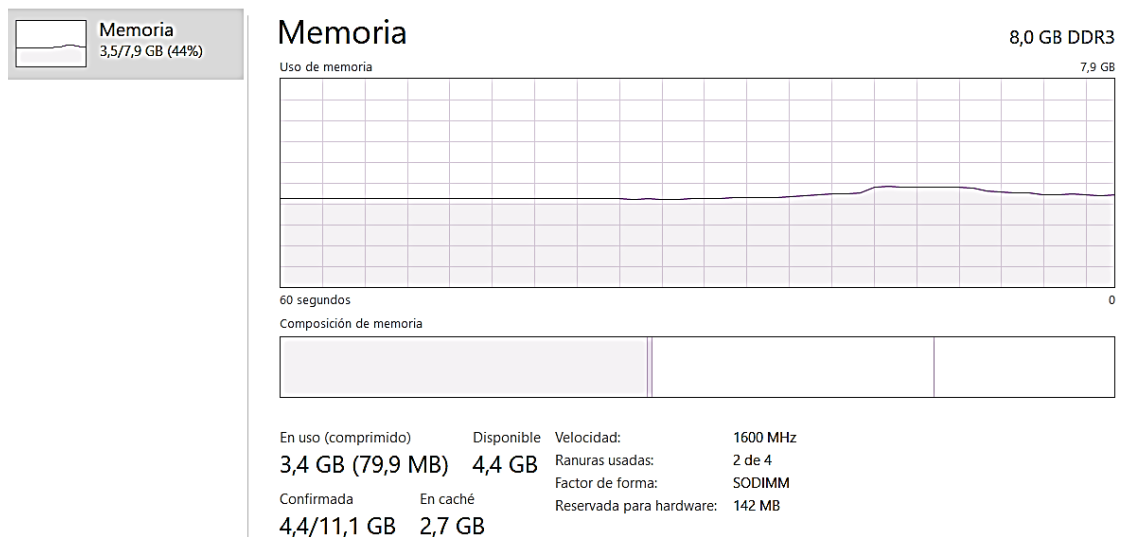 Memoria
3,5/7,9 GB (44%)
Memoria
8,0 GB DDR3
Uso de memoria
7,9 GB
60 segundos
0
Composición de memoria
En uso (comprimido)
3,4 GB (79,9 MB)
Disponible
4,4 GB
Confirmada
4,4/11,1 GB
En caché
2,7 GB
Velocidad: 1600 MHz
Ranuras usadas: 2 de 4
Factor de forma: SODIMM
Reservada para hardware: 142 MB